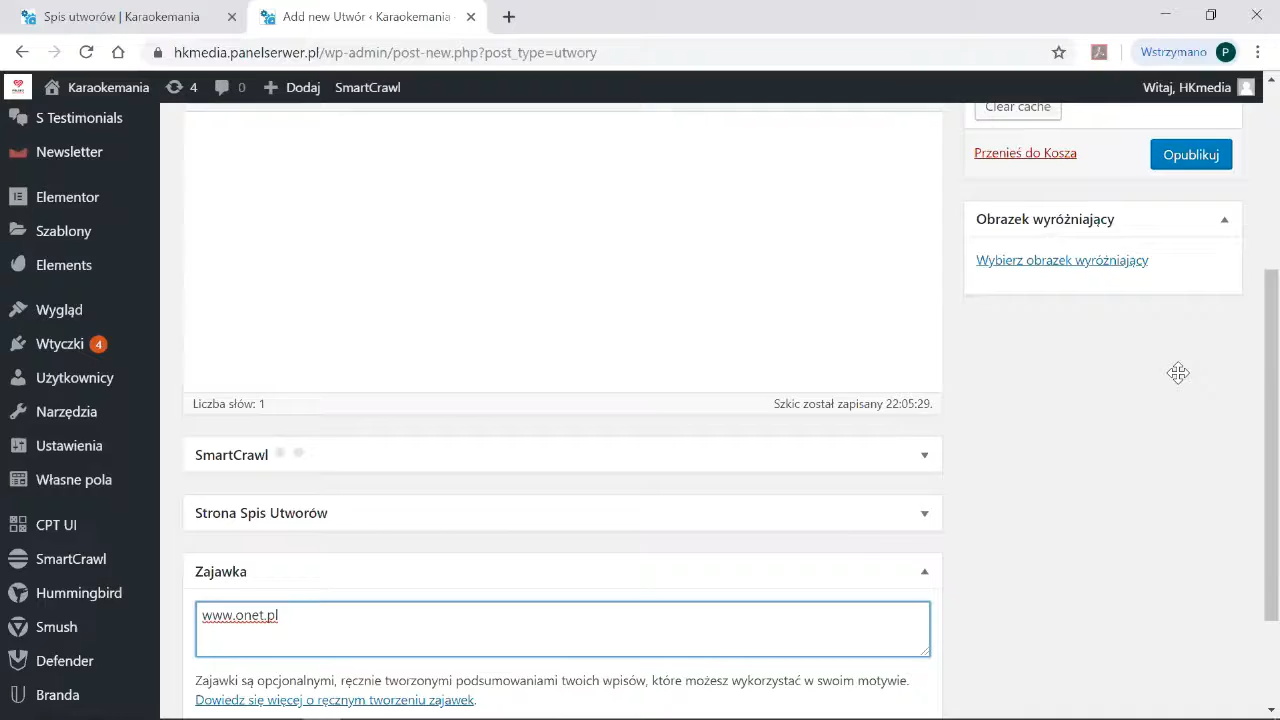 Spis utworów | Karaokemania
Add new Utwór ‹ Karaokemania -
hkmedia.panelserwer.pl/wp-admin/post-new.php?post_type=utwory
Wstrzymano P
Karaokemania 4 0 Dodaj SmartCrawl Witaj, HKmedia
S Testimonials
Newsletter
Elementor
Szablony
Elements
Wygląd
Wtyczki 4
Użytkownicy
Narzędzia
Ustawienia
Własne pola
CPT UI
SmartCrawl
Hummingbird
Smush
Defender
Branda
Liczba słów: 1 Szkic został zapisany 22:05:29.
SmartCrawl
Strona Spis Utworów
Zajawka
www.onet.pl
Zajawki są opcjonalnymi, ręcznie tworzonymi podsumowaniami twoich wpisów, które możesz wykorzystać w swoim motywie.
Dowiedz się więcej o ręcznym tworzeniu zajawek.
Clear cache
Przenieś do Kosza Opublikuj
Obrazek wyróżniający
Wybierz obrazek wyróżniający